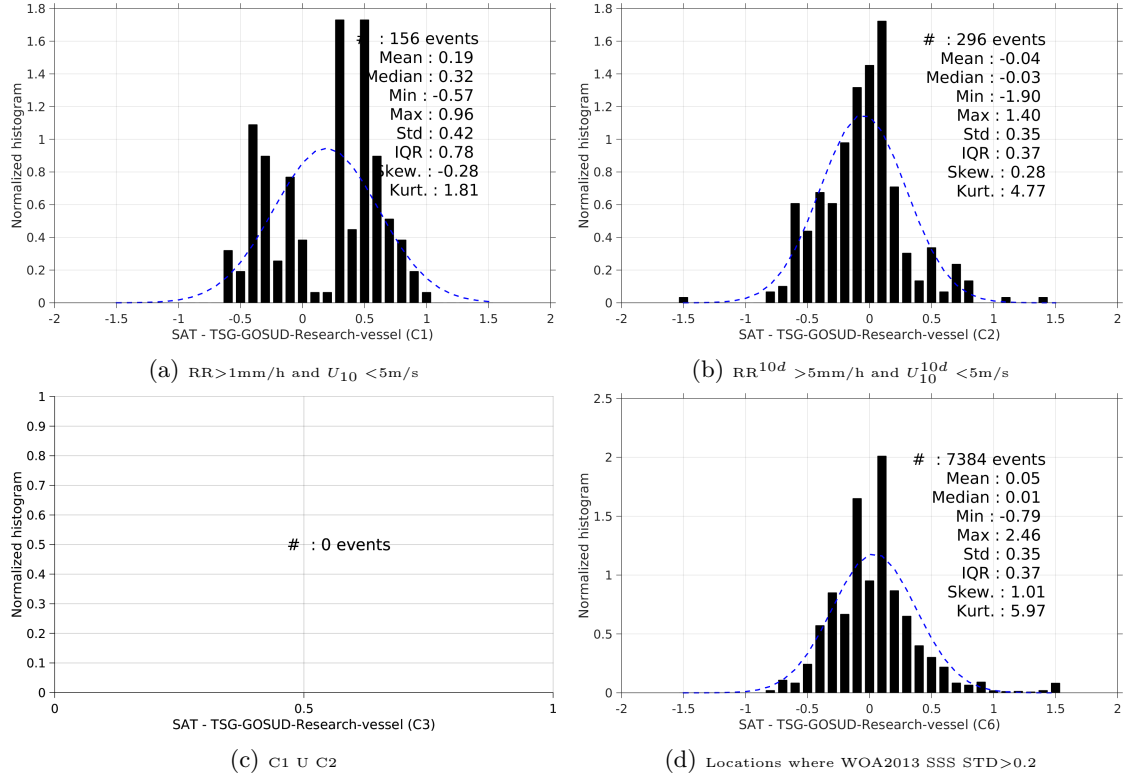 1.8
1.6
1.4
1.2
1
0.8
0.6
0.4
0.2
0
Normalized histogram
# : 156 events
Mean : 0.19
Median : 0.32
Min : -0.57
Max : 0.96
Std : 0.42
IQR : 0.78
Skew. : -0.28
Kurt. : 1.81
-2 -1.5 -1 -0.5 0 0.5 1 1.5 2
SAT - TSG-GOSUD-Research-vessel (C1)
(a) RR>1mm/h and U10 <5m/s
1.8
1.6
1.4
1.2
1
0.8
0.6
0.4
0.2
0
Normalized histogram
# : 296 events
Mean : -0.04
Median : -0.03
Min : -1.90
Max : 1.40
Std : 0.35
IQR : 0.37
Skew. : 0.28
Kurt. : 4.77
-2 -1.5 -1 -0.5 0 0.5 1 1.5 2
SAT - TSG-GOSUD-Research-vessel (C2)
(b) RR^10d >5mm/h and U10^10d <5m/s
1
0.9
0.8
0.7
0.6
0.5
0.4
0.3
0.2
0.1
0
Normalized histogram
# : 0 events
0 0.5 1
SAT - TSG-GOSUD-Research-vessel (C3)
(c) C1 U C2
2.5
2
1.5
1
0.5
0
Normalized histogram
# : 7384 events
Mean : 0.05
Median : 0.01
Min : -0.79
Max : 2.46
Std : 0.35
IQR : 0.37
Skew. : 1.01
Kurt. : 5.97
-2 -1.5 -1 -0.5 0 0.5 1 1.5 2
SAT - TSG-GOSUD-Research-vessel (C6)
(d) Locations where WOA2013 SSS STD>0.2